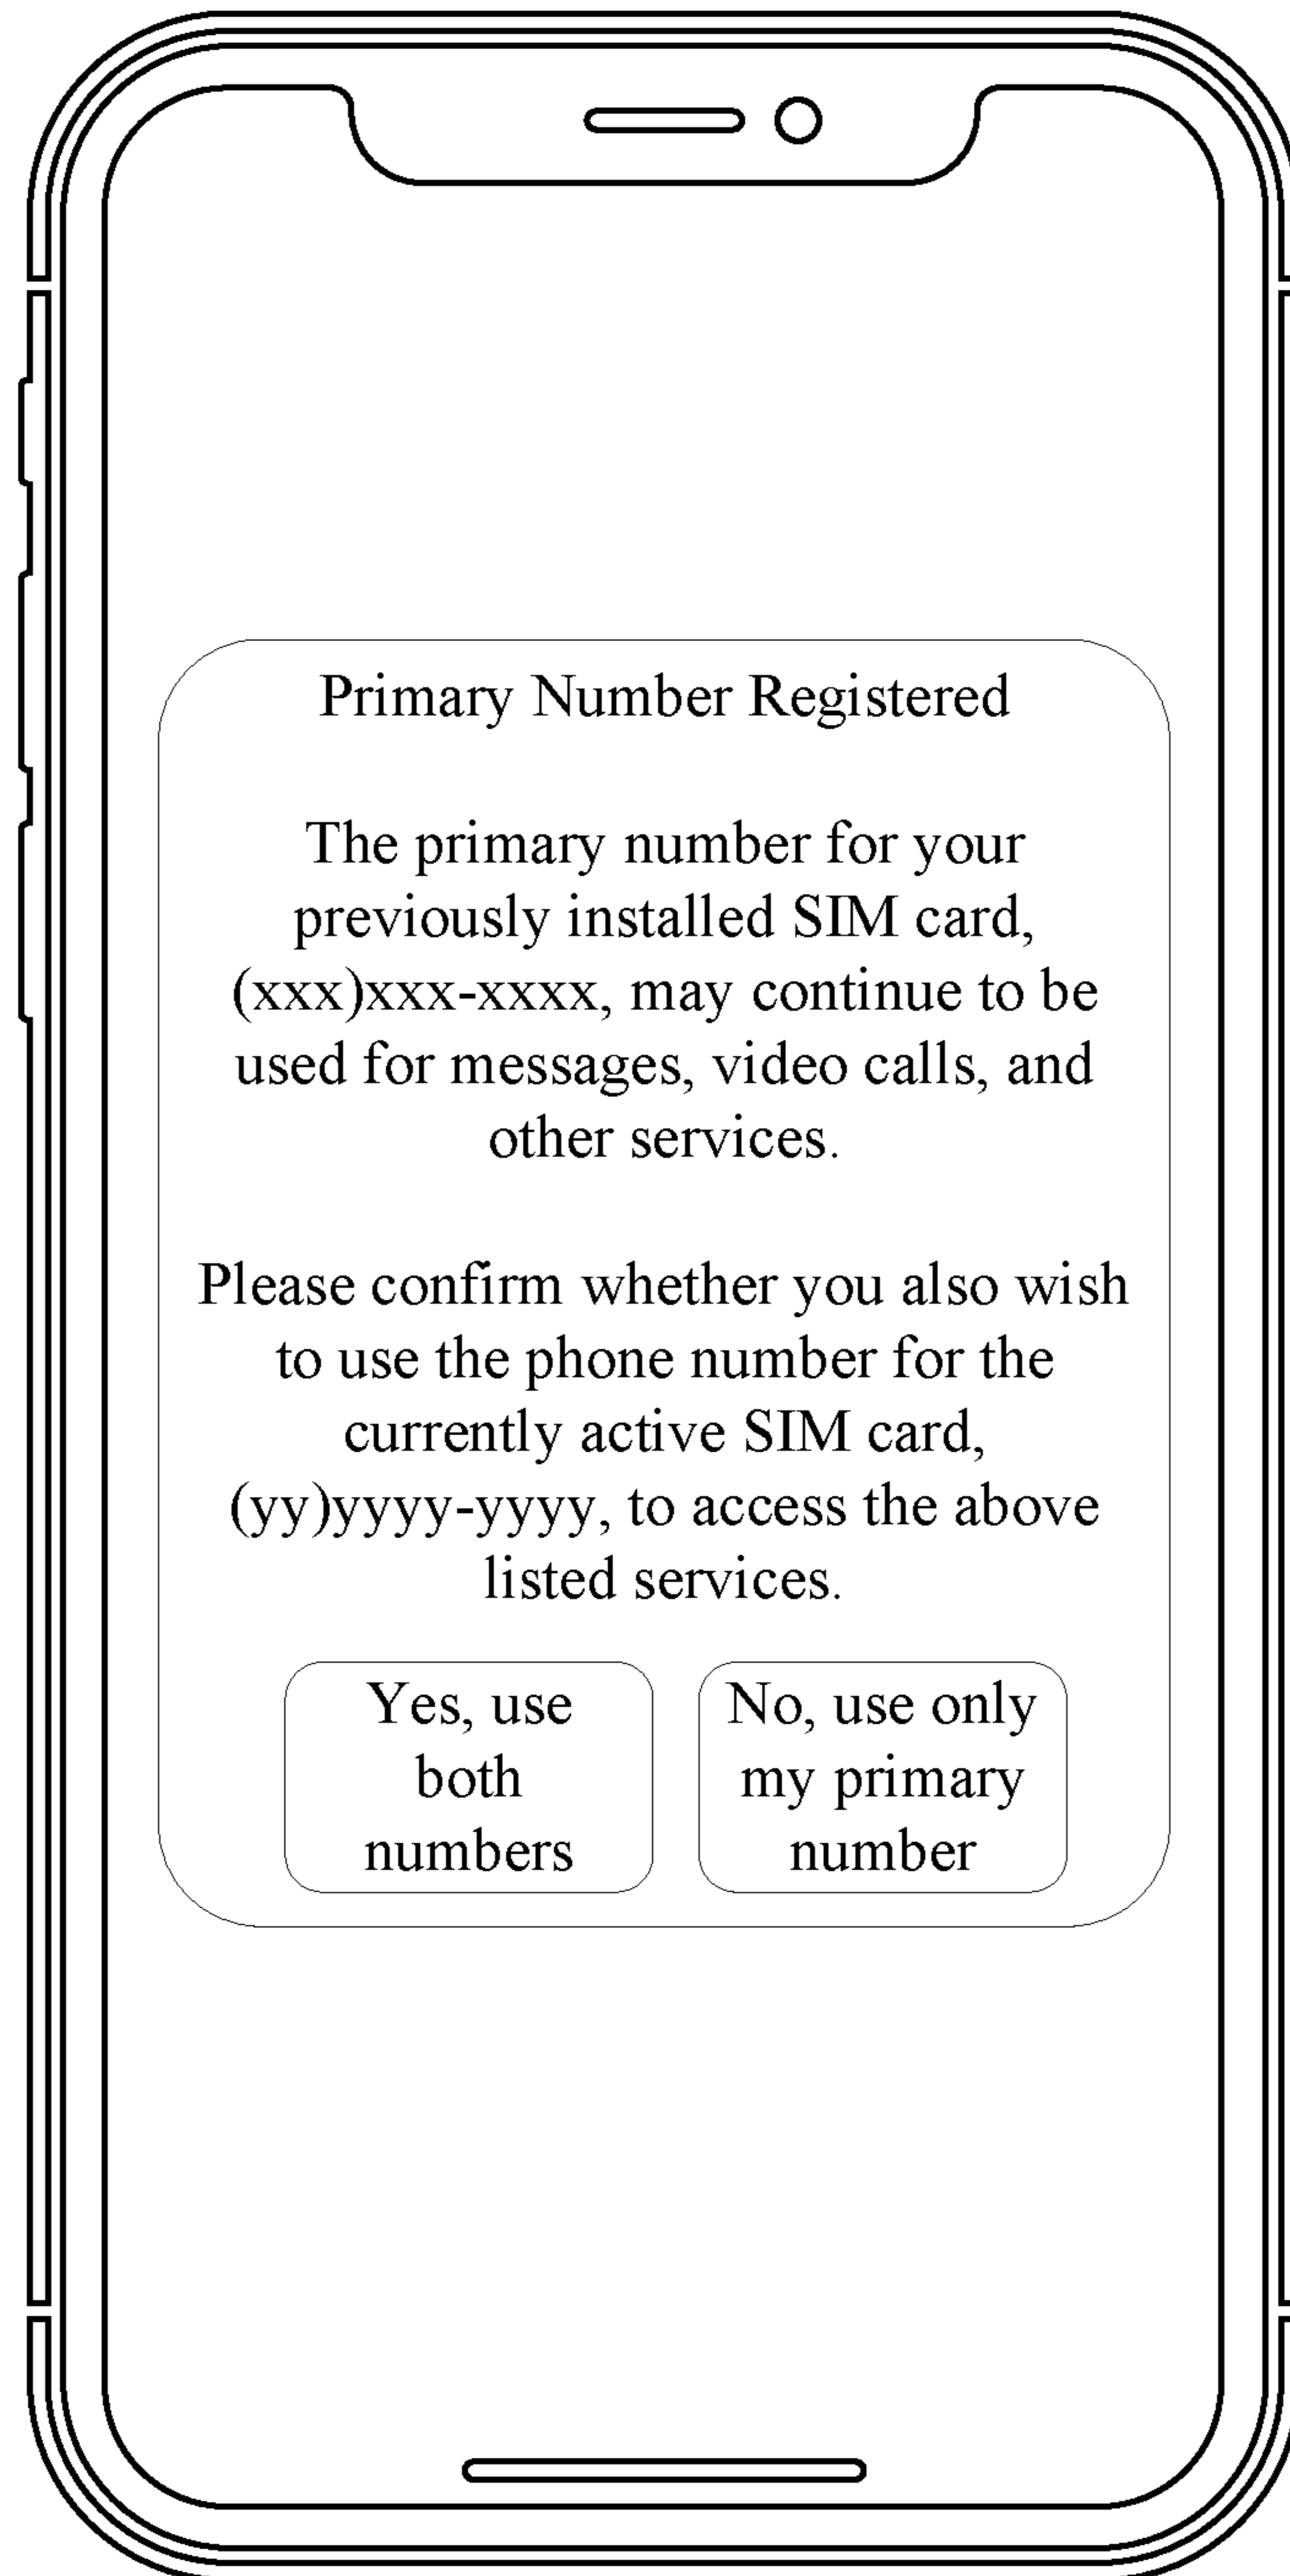 Primary Number Registered
The primary number for your
previously installed SIM card,
(xxx)xxx-xxxx, may continue to be
used for messages, video calls, and
other services.
Please confirm whether you also wish
to use the phone number for the
currently active SIM card,
(yy)yyyy-yyyy, to access the above
listed services.
Yes, use
both
numbers
No, use only
my primary
number